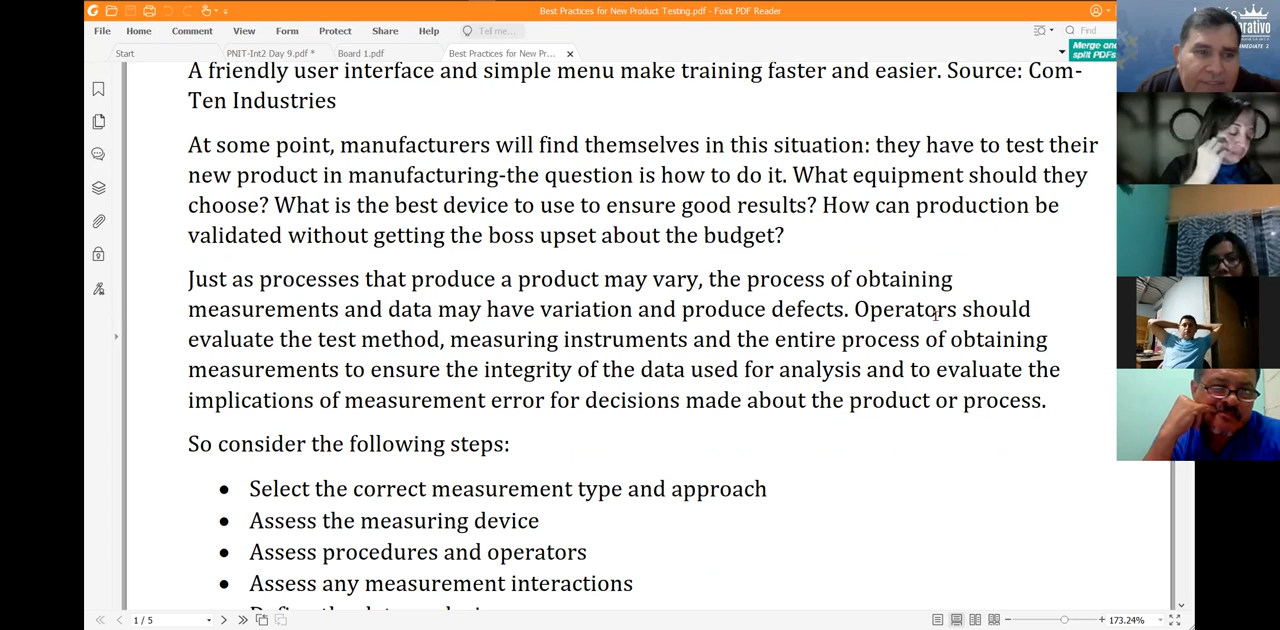 Best Practices for New Product Testing.pdf - Foxit PDF Reader
File Home Comment View Form Protect Share Help Tell me... Find
Start PNIT-Int2 Day 9.pdf * Board 1.pdf Best Practices for New Pr...
Merge and
split PDFs
A friendly user interface and simple menu make training faster and easier. Source: Com-
Ten Industries
At some point, manufacturers will find themselves in this situation: they have to test their
new product in manufacturing-the question is how to do it. What equipment should they
choose? What is the best device to use to ensure good results? How can production be
validated without getting the boss upset about the budget?
Just as processes that produce a product may vary, the process of obtaining
measurements and data may have variation and produce defects. Operators should
evaluate the test method, measuring instruments and the entire process of obtaining
measurements to ensure the integrity of the data used for analysis and to evaluate the
implications of measurement error for decisions made about the product or process.
So consider the following steps:
• Select the correct measurement type and approach
• Assess the measuring device
• Assess procedures and operators
• Assess any measurement interactions
1 / 5
173.24%